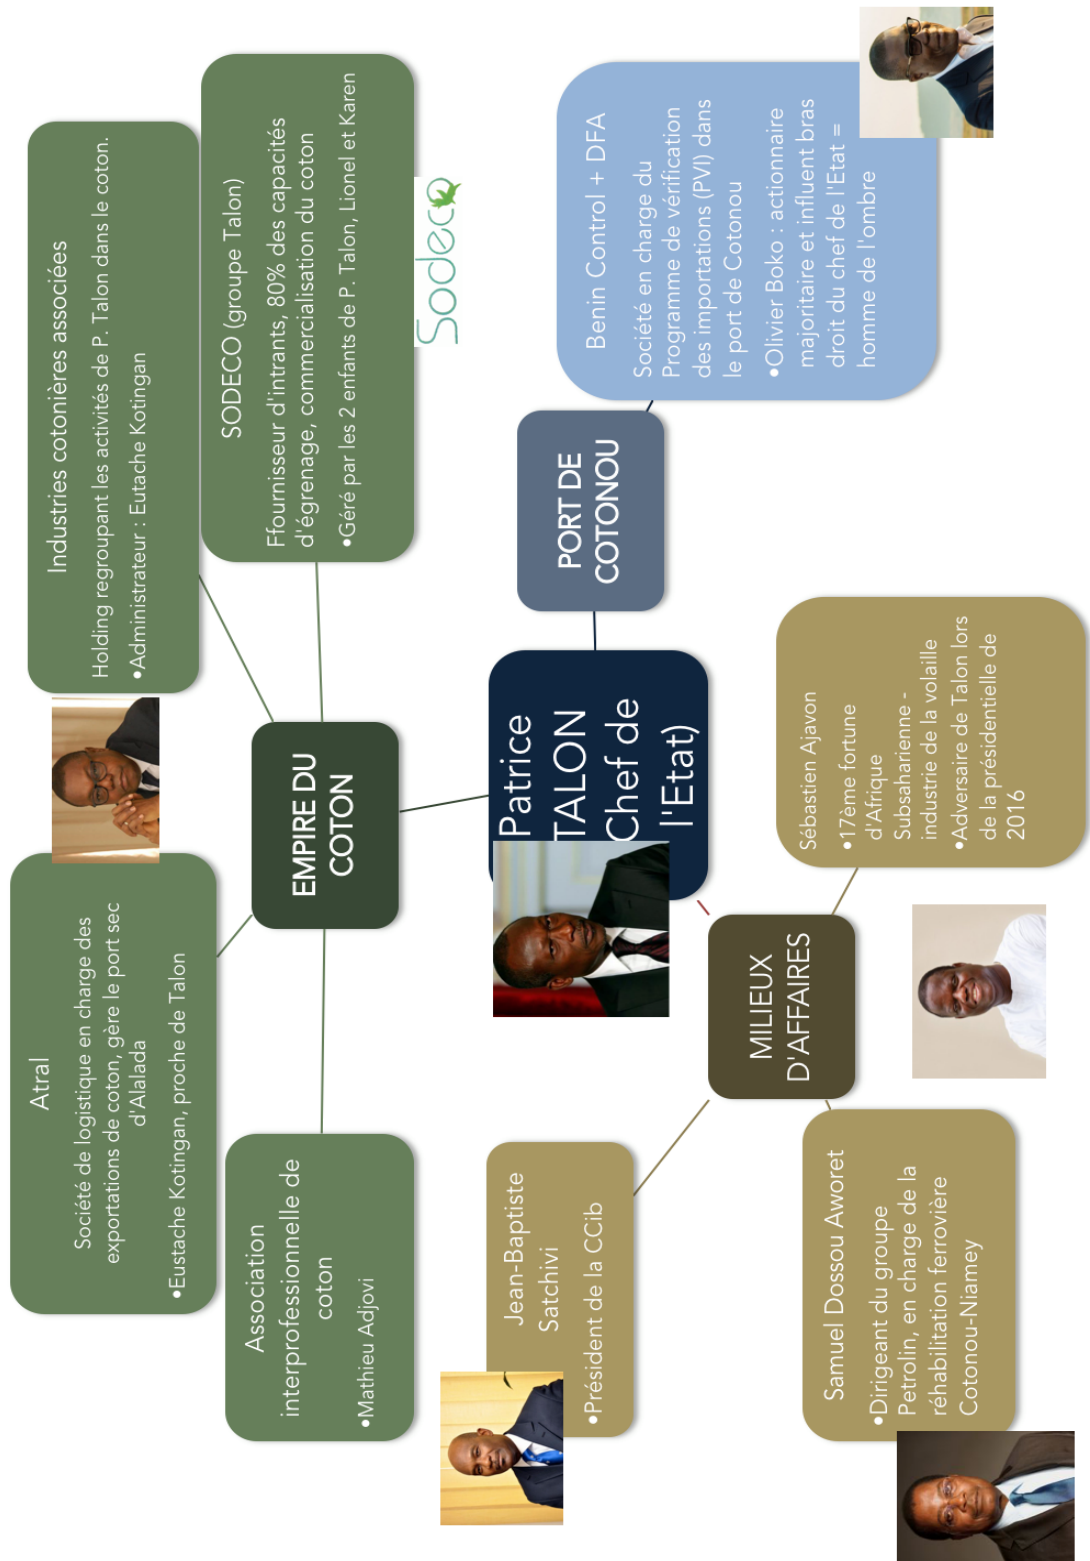 Atral
Société de logistique en charge des
exportations de coton, gère le port sec
d'Alalada
•Eustache Kotingan, proche de Talon
Industries cotonières associées
Holding regroupant les activités de P. Talon dans le coton.
•Administrateur : Eutache Kotingan
Association
interprofessionnelle de
coton
•Mathieu Adjovi
EMPIRE DU
COTON
SODECO (groupe Talon)
Ffournisseur d'intrants, 80% des capacités
d'égrenage, commercialisation du coton
•Géré par les 2 enfants de P. Talon, Lionel et Karen
Sodeco
Jean-Baptiste
Satchivi
•Président de la CCib
Patrice
TALON
Chef de
l'Etat)
PORT DE
COTONOU
Benin Control + DFA
Société en charge du
Programme de vérification
des importations (PVI) dans
le port de Cotonou
•Olivier Boko : actionnaire
majoritaire et influent bras
droit du chef de l'Etat =
homme de l'ombre
MILIEUX
D'AFFAIRES
Samuel Dossou Aworet
•Dirigeant du groupe
Petrolin, en charge de la
réhabilitation ferrovière
Cotonou-Niamey
Sébastien Ajavon
•17ème fortune
d'Afrique
Subsaharienne -
industrie de la volaille
•Adversaire de Talon lors
de la présidentielle de
2016